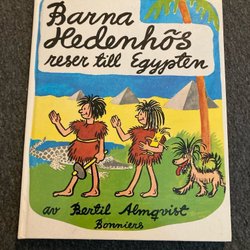 Barna
Hedenhös
reser till Egypten
av Bertil Almqvist
Bonniers